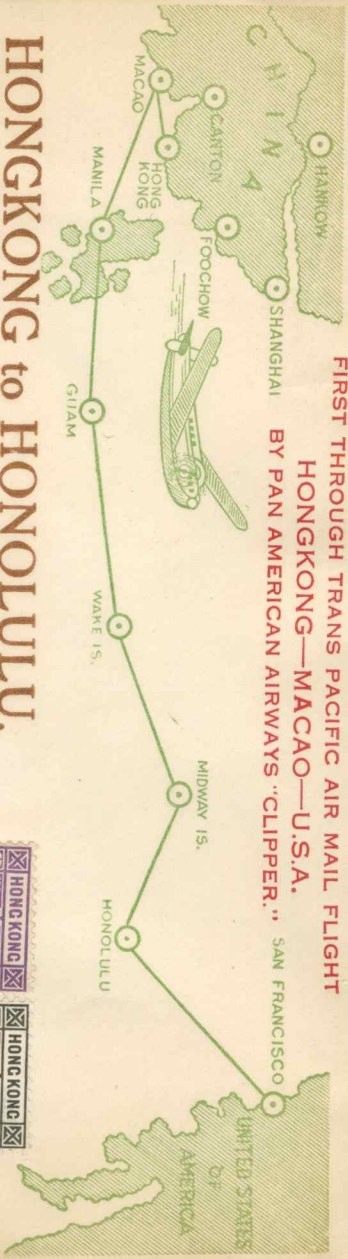 FIRST THROUGH TRANS PACIFIC AIR MAIL FLIGHT
HONGKONG—MACAO—U.S.A.
BY PAN AMERICAN AIRWAYS "CLIPPER."
CHINA
HANKOW
SHANGHAI
CANTON
FOOCHOW
HONG
KONG
MACAO
MANILA
GUAM
WAKE IS.
MIDWAY IS.
HONOLULU
SAN FRANCISCO
UNITED STATES
OF
AMERICA
HONGKONG to HONOLULU.
HONG KONG
HONG KONG